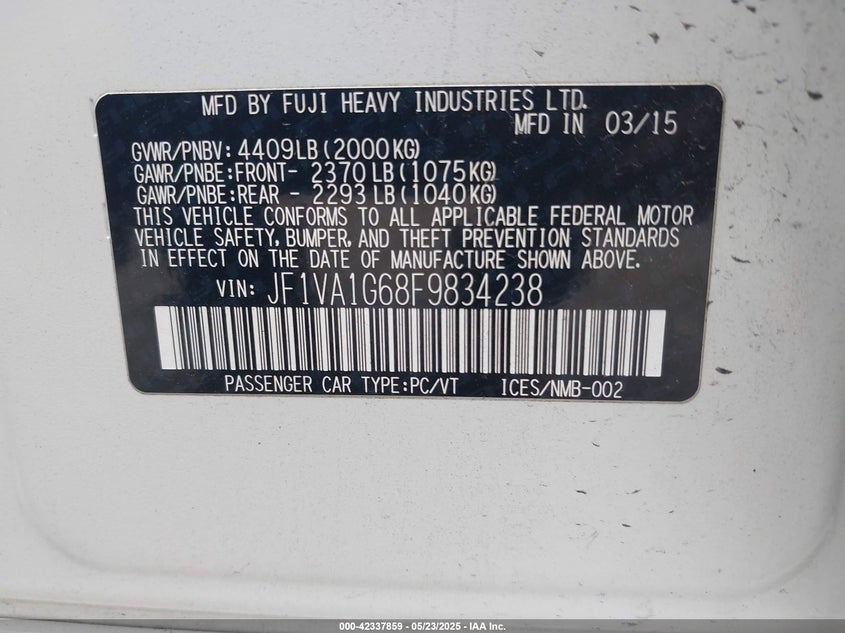 MFD BY FUJI HEAVY INDUSTRIES LTD.
MFD IN 03/15
GVWR/PNBV: 4409LB(2000KG)
GAWR/PNBE:FRONT- 2370LB(1075KG)
GAWR/PNBE:REAR - 2293LB(1040KG)
THIS VEHICLE CONFORMS TO ALL APPLICABLE FEDERAL MOTOR
VEHICLE SAFETY, BUMPER, AND THEFT PREVENTION STANDARDS
IN EFFECT ON THE DATE OF MANUFACTURE SHOWN ABOVE.
VIN: JF1VA1G68F9834238
PASSENGER CAR TYPE:PC/VT ICES/NMB-002
000-42337859 - 05/23/2025 - IAA Inc.